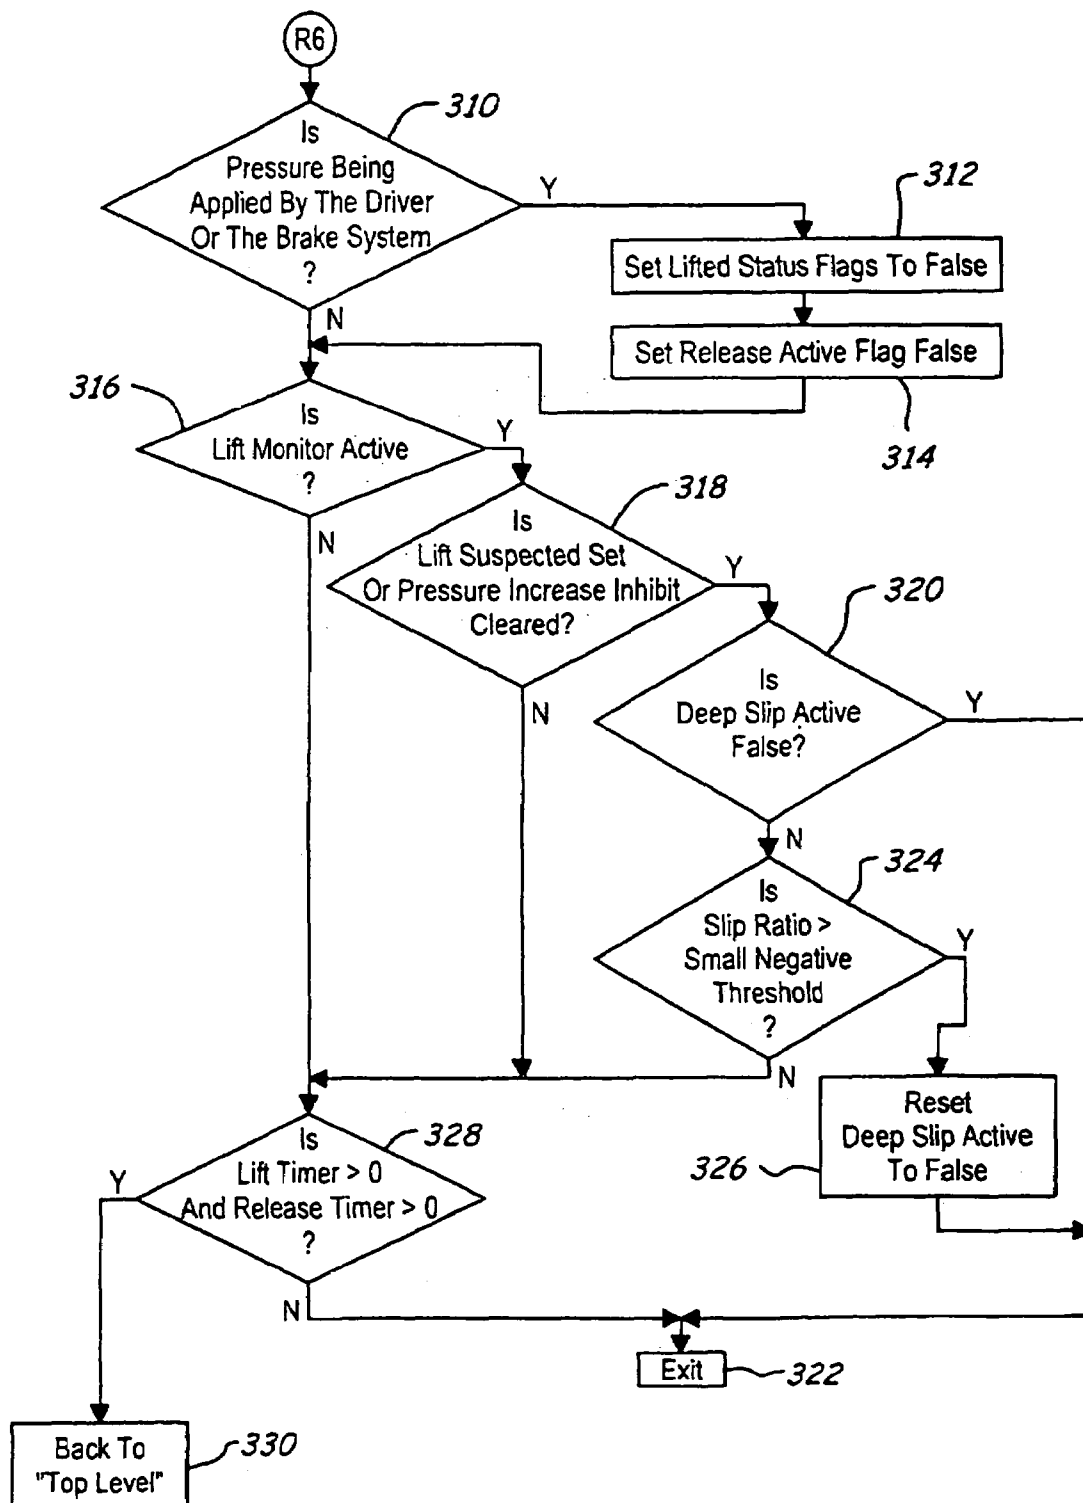 R6
310
Is
Pressure Being
Applied By The Driver
Or The Brake System
?
Y
312
Set Lifted Status Flags To False
N
Set Release Active Flag False
314
316
Is
Lift Monitor Active
?
Y
N
318
Is
Lift Suspected Set
Or Pressure Increase Inhibit
Cleared?
Y
N
320
Is
Deep Slip Active
False?
Y
N
324
Is
Slip Ratio >
Small Negative
Threshold
?
Y
N
Reset
Deep Slip Active
To False
326
328
Is
Lift Timer > 0
And Release Timer > 0
?
Y
N
Exit
322
Back To
"Top Level"
330